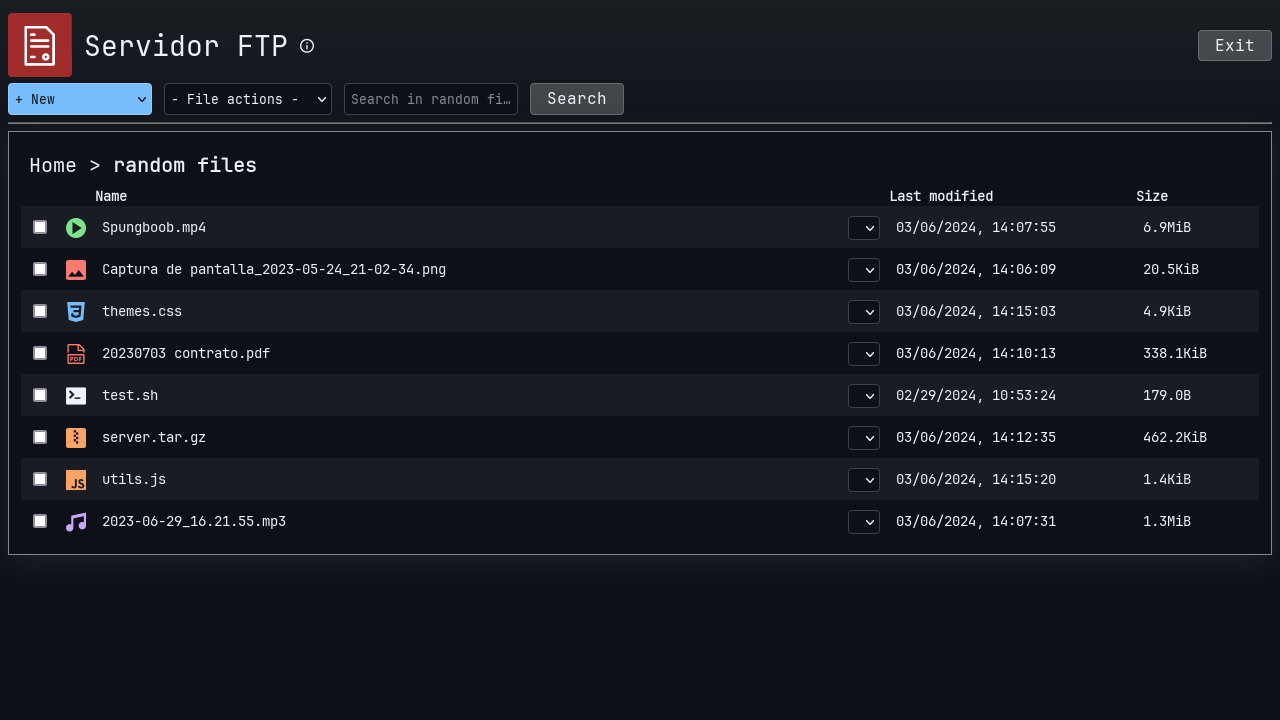 Servidor FTP
Exit
+ New
- File actions -
Search in random fi…
Search
Home > random files
Name Last modified Size
Spungboob.mp4 03/06/2024, 14:07:55 6.9MiB
Captura de pantalla_2023-05-24_21-02-34.png 03/06/2024, 14:06:09 20.5KiB
themes.css 03/06/2024, 14:15:03 4.9KiB
PDF 20230703 contrato.pdf 03/06/2024, 14:10:13 338.1KiB
test.sh 02/29/2024, 10:53:24 179.0B
server.tar.gz 03/06/2024, 14:12:35 462.2KiB
JS utils.js 03/06/2024, 14:15:20 1.4KiB
2023-06-29_16.21.55.mp3 03/06/2024, 14:07:31 1.3MiB